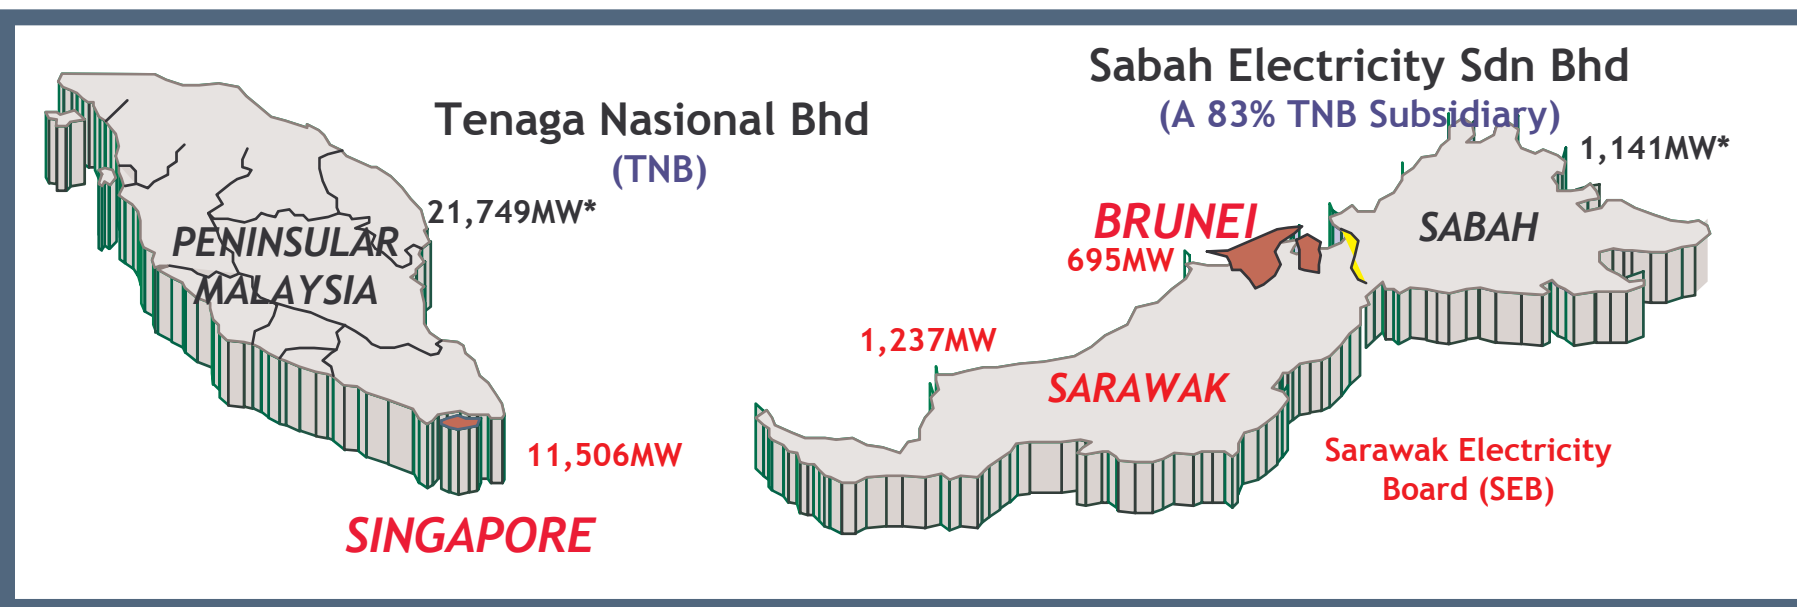 Tenaga Nasional Bhd
(TNB)
21,749MW*
PENINSULAR
MALAYSIA
11,506MW
SINGAPORE
Sabah Electricity Sdn Bhd
(A 83% TNB Subsidiary)
1,141MW*
BRUNEI
695MW
SABAH
1,237MW
SARAWAK
Sarawak Electricity
Board (SEB)